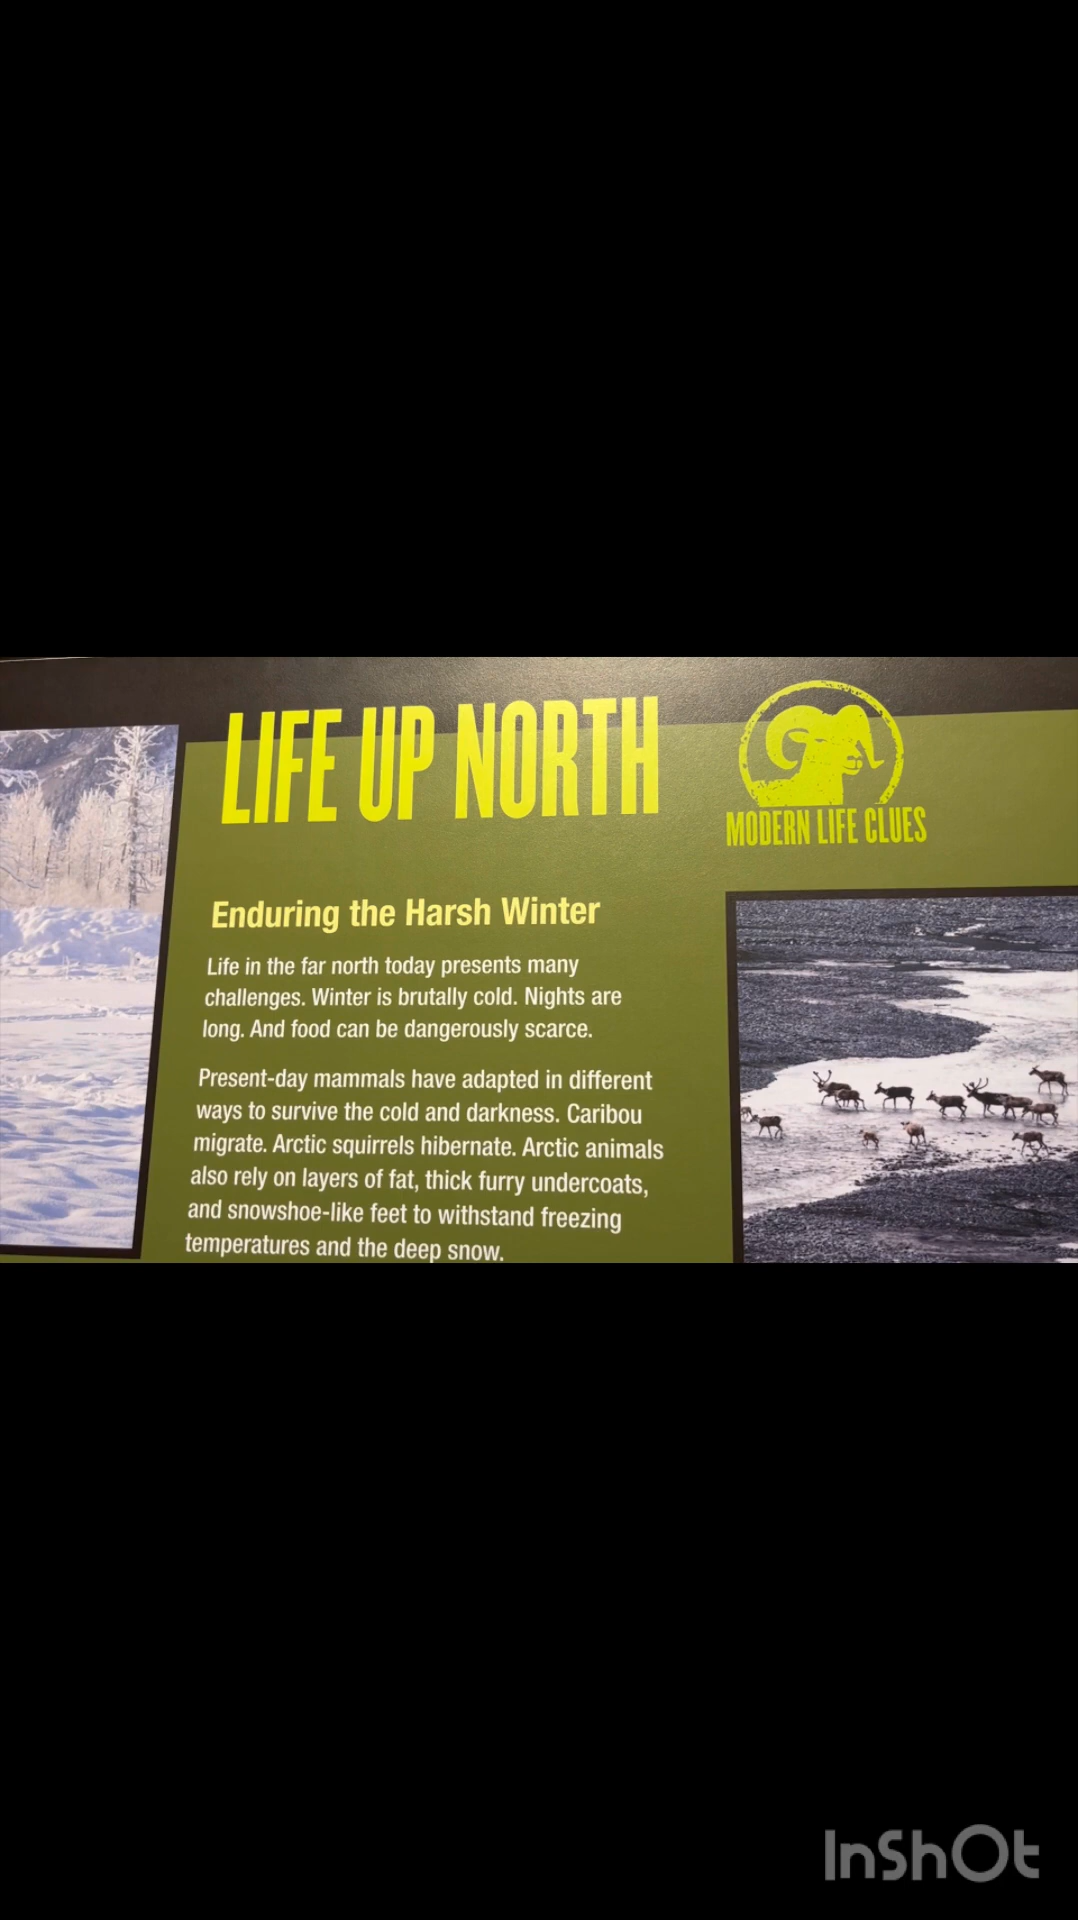 LIFE UP NORTH
MODERN LIFE CLUES
Enduring the Harsh Winter
Life in the far north today presents many
challenges. Winter is brutally cold. Nights are
long. And food can be dangerously scarce.
Present-day mammals have adapted in different
ways to survive the cold and darkness. Caribou
migrate. Arctic squirrels hibernate. Arctic animals
also rely on layers of fat, thick furry undercoats,
and snowshoe-like feet to withstand freezing
temperatures and the deep snow.
InShOt